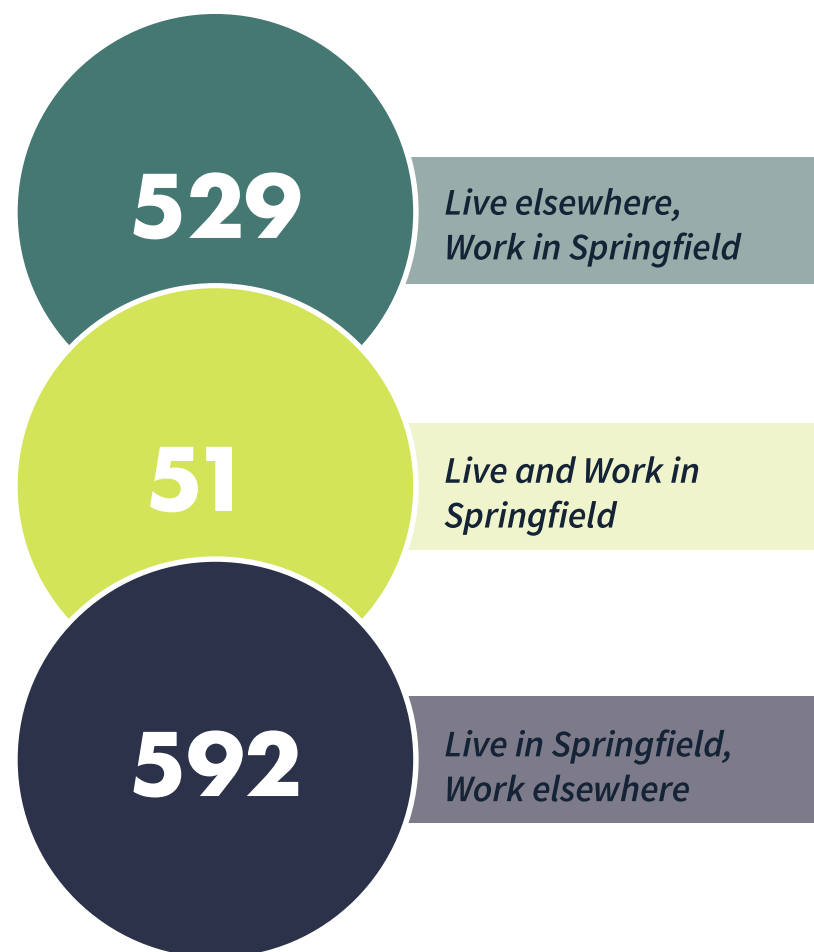 529
Live elsewhere,
Work in Springfield
51
Live and Work in
Springfield
592
Live in Springfield,
Work elsewhere